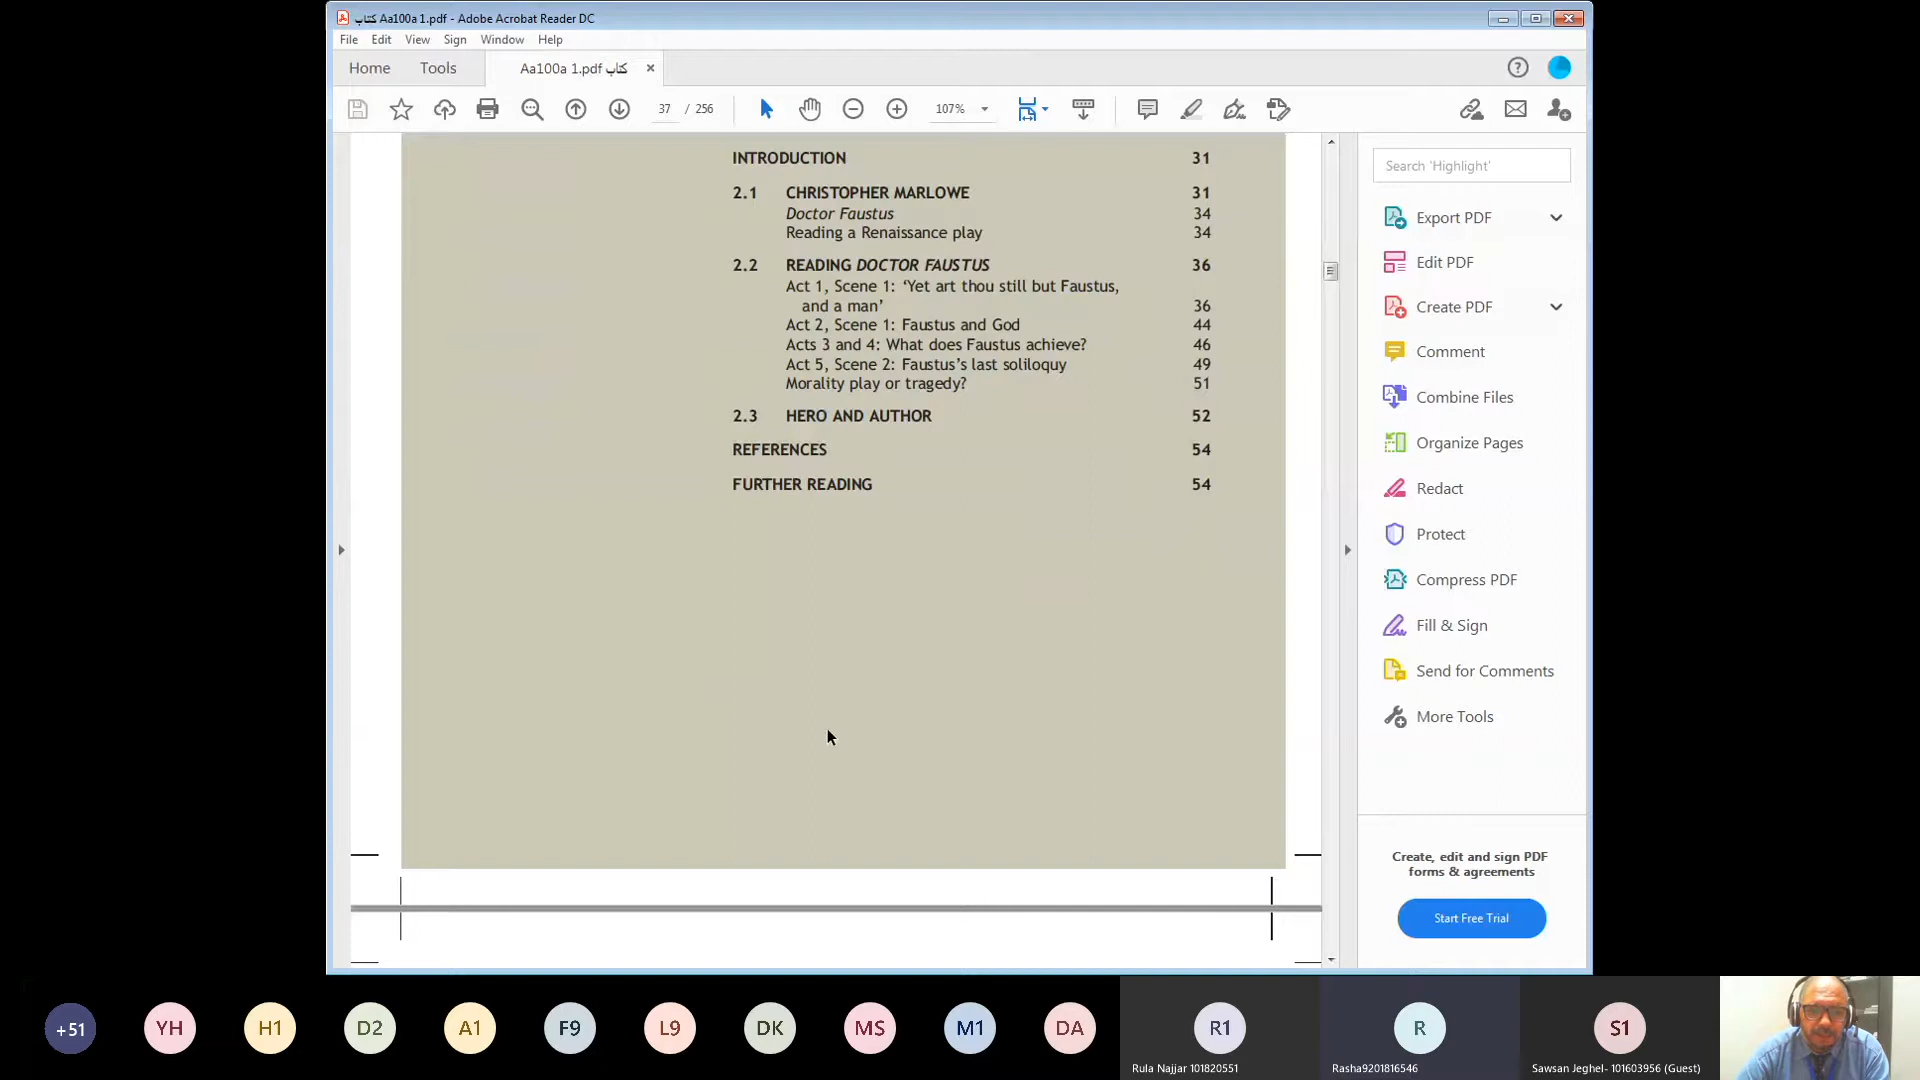 كتاب Aa100a 1.pdf - Adobe Acrobat Reader DC
File Edit View Sign Window Help
Home Tools كتاب Aa100a 1.pdf
37 / 256 107%
INTRODUCTION 31
2.1 CHRISTOPHER MARLOWE 31
Doctor Faustus 34
Reading a Renaissance play 34
2.2 READING DOCTOR FAUSTUS 36
Act 1, Scene 1: ‘Yet art thou still but Faustus,
and a man’ 36
Act 2, Scene 1: Faustus and God 44
Acts 3 and 4: What does Faustus achieve? 46
Act 5, Scene 2: Faustus’s last soliloquy 49
Morality play or tragedy? 51
2.3 HERO AND AUTHOR 52
REFERENCES 54
FURTHER READING 54
Search 'Highlight'
Export PDF
Edit PDF
Create PDF
Comment
Combine Files
Organize Pages
Redact
Protect
Compress PDF
Fill & Sign
Send for Comments
More Tools
Create, edit and sign PDF
forms & agreements
Start Free Trial
+51 YH H1 D2 A1 F9 L9 DK MS M1 DA R1 R S1
Rula Najjar 101820551 Rasha9201816546 Sawsan Jeghel- 101603956 (Guest)